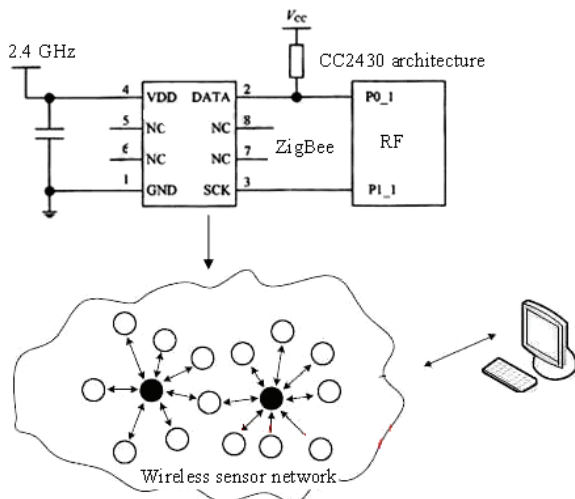 V_CC
2.4 GHz
CC2430 architecture
4 VDD DATA 2
P0_1
5 NC NC 8
ZigBee
RF
6 NC NC 7
1 GND SCK 3
P1_1
Wireless sensor network